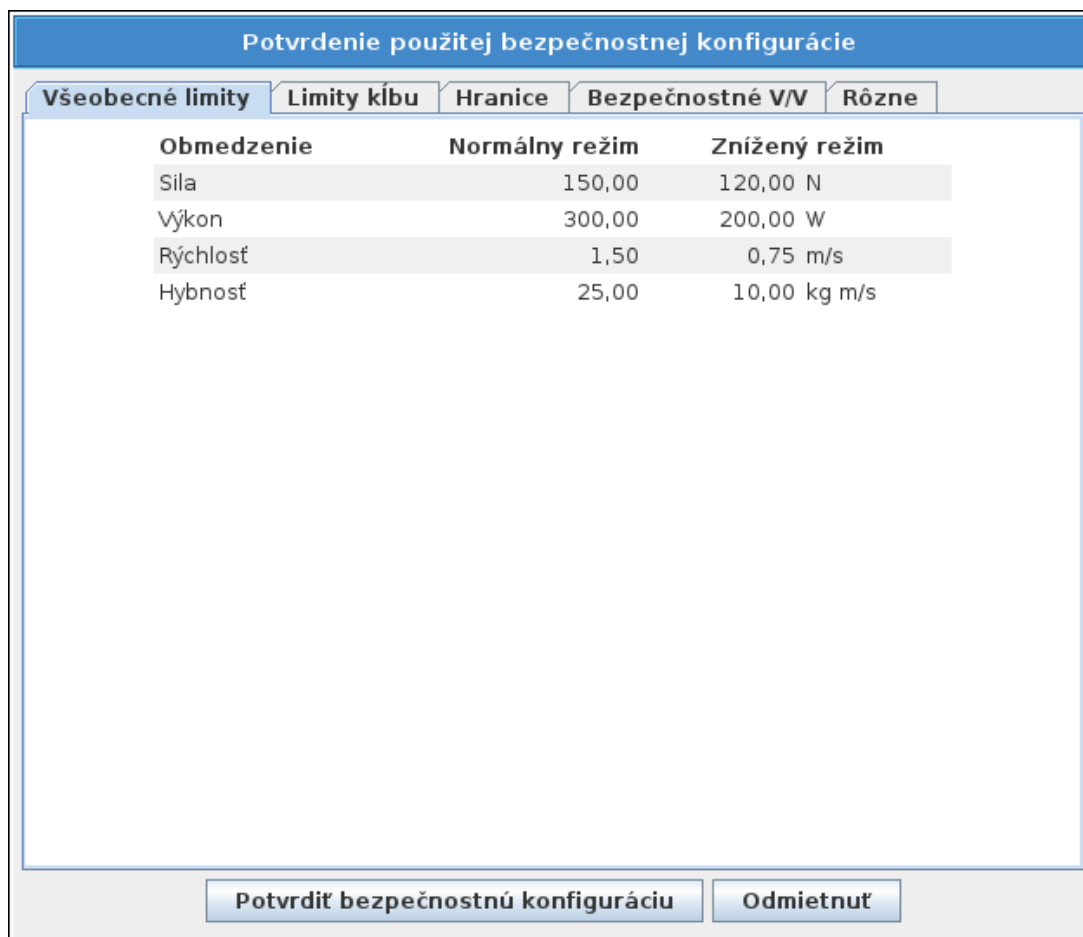 Potvrdenie použitej bezpečnostnej konfigurácie
Všeobecné limity Limity kĺbu Hranice Bezpečnostné V/V Rôzne
Obmedzenie Normálny režim Znížený režim
Sila 150,00 120,00 N
Výkon 300,00 200,00 W
Rýchlosť 1,50 0,75 m/s
Hybnosť 25,00 10,00 kg m/s
Potvrdiť bezpečnostnú konfiguráciu Odmietnuť